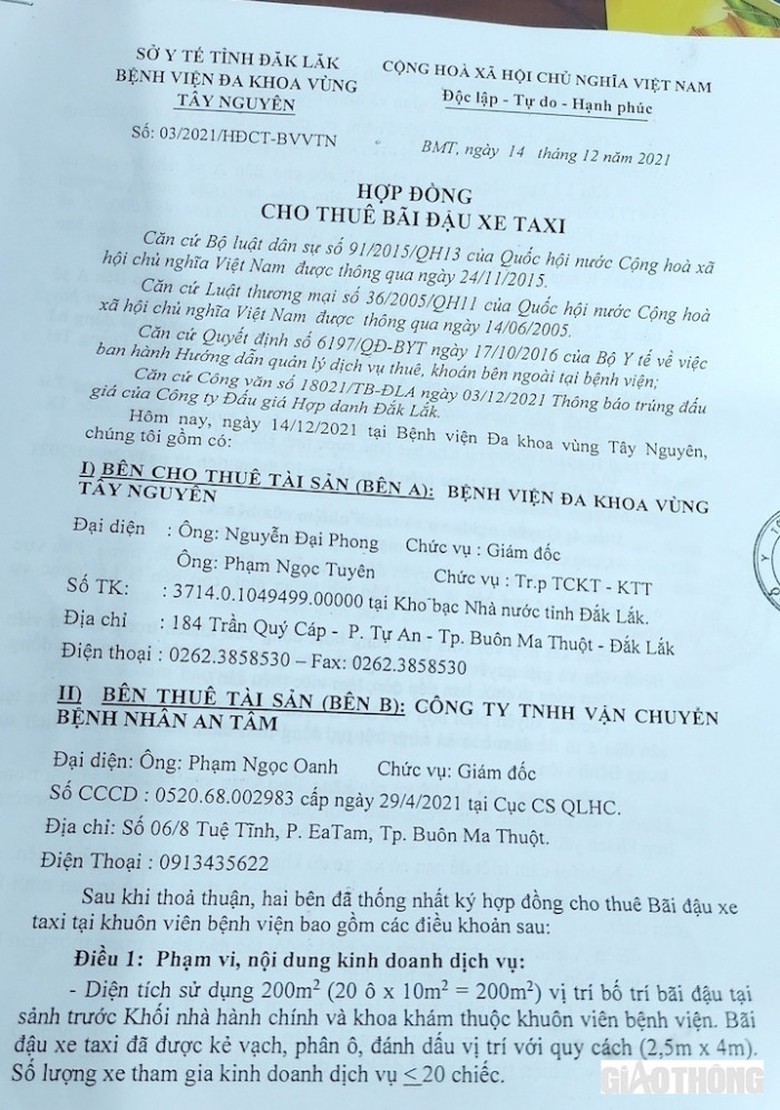 SỞ Y TẾ TỈNH ĐẮK LẮK
BỆNH VIỆN ĐA KHOA VÙNG
TÂY NGUYÊN
Số: 03/2021/HĐCT-BVVTN
CỘNG HOÀ XÃ HỘI CHỦ NGHĨA VIỆT NAM
Độc lập - Tự do - Hạnh phúc
BMT, ngày 14 tháng 12 năm 2021
HỢP ĐỒNG
CHO THUÊ BÃI ĐẬU XE TAXI
Căn cứ Bộ luật dân sự số 91/2015/QH13 của Quốc hội nước Cộng hoà xã
hội chủ nghĩa Việt Nam được thông qua ngày 24/11/2015.
Căn cứ Luật thương mại số 36/2005/QH11 của Quốc hội nước Cộng hoà
xã hội chủ nghĩa Việt Nam được thông qua ngày 14/06/2005.
Căn cứ Quyết định số 6197/QĐ-BYT ngày 17/10/2016 của Bộ Y tế về việc
ban hành Hướng dẫn quản lý dịch vụ thuê, khoán bên ngoài tại bệnh viện;
Căn cứ Công văn số 18021/TB-ĐLA ngày 03/12/2021 Thông báo trúng đấu
giá của Công ty Đấu giá Hợp danh Đắk Lắk.
Hôm nay, ngày 14/12/2021 tại Bệnh viện Đa khoa vùng Tây Nguyên,
chúng tôi gồm có:
I) BÊN CHO THUÊ TÀI SẢN (BÊN A): BỆNH VIỆN ĐA KHOA VÙNG
TÂY NGUYÊN
Đại diện : Ông: Nguyễn Đại Phong Chức vụ : Giám đốc
Ông: Phạm Ngọc Tuyên Chức vụ : Tr.p TCKT - KTT
Số TK: : 3714.0.1049499.00000 tại Kho bạc Nhà nước tỉnh Đắk Lắk.
Địa chỉ : 184 Trần Quý Cáp - P. Tự An - Tp. Buôn Ma Thuột - Đắk Lắk
Điện thoại : 0262.3858530 – Fax: 0262.3858530
II) BÊN THUÊ TÀI SẢN (BÊN B): CÔNG TY TNHH VẬN CHUYỂN
BỆNH NHÂN AN TÂM
Đại diện: Ông: Phạm Ngọc Oanh Chức vụ: Giám đốc
Số CCCD : 0520.68.002983 cấp ngày 29/4/2021 tại Cục CS QLHC.
Địa chỉ: Số 06/8 Tuệ Tĩnh, P. EaTam, Tp. Buôn Ma Thuột.
Điện Thoại : 0913435622
Sau khi thoả thuận, hai bên đã thống nhất ký hợp đồng cho thuê Bãi đậu xe
taxi tại khuôn viên bệnh viện bao gồm các điều khoản sau:
Điều 1: Phạm vi, nội dung kinh doanh dịch vụ:
- Diện tích sử dụng 200m² (20 ô x 10m² = 200m²) vị trí bố trí bãi đậu tại
sảnh trước Khối nhà hành chính và khoa khám thuộc khuôn viên bệnh viện. Bãi
đậu xe taxi đã được kẻ vạch, phân ô, đánh dấu vị trí với quy cách (2,5m x 4m).
Số lượng xe tham gia kinh doanh dịch vụ ≤ 20 chiếc.
GIAOTHÔNG